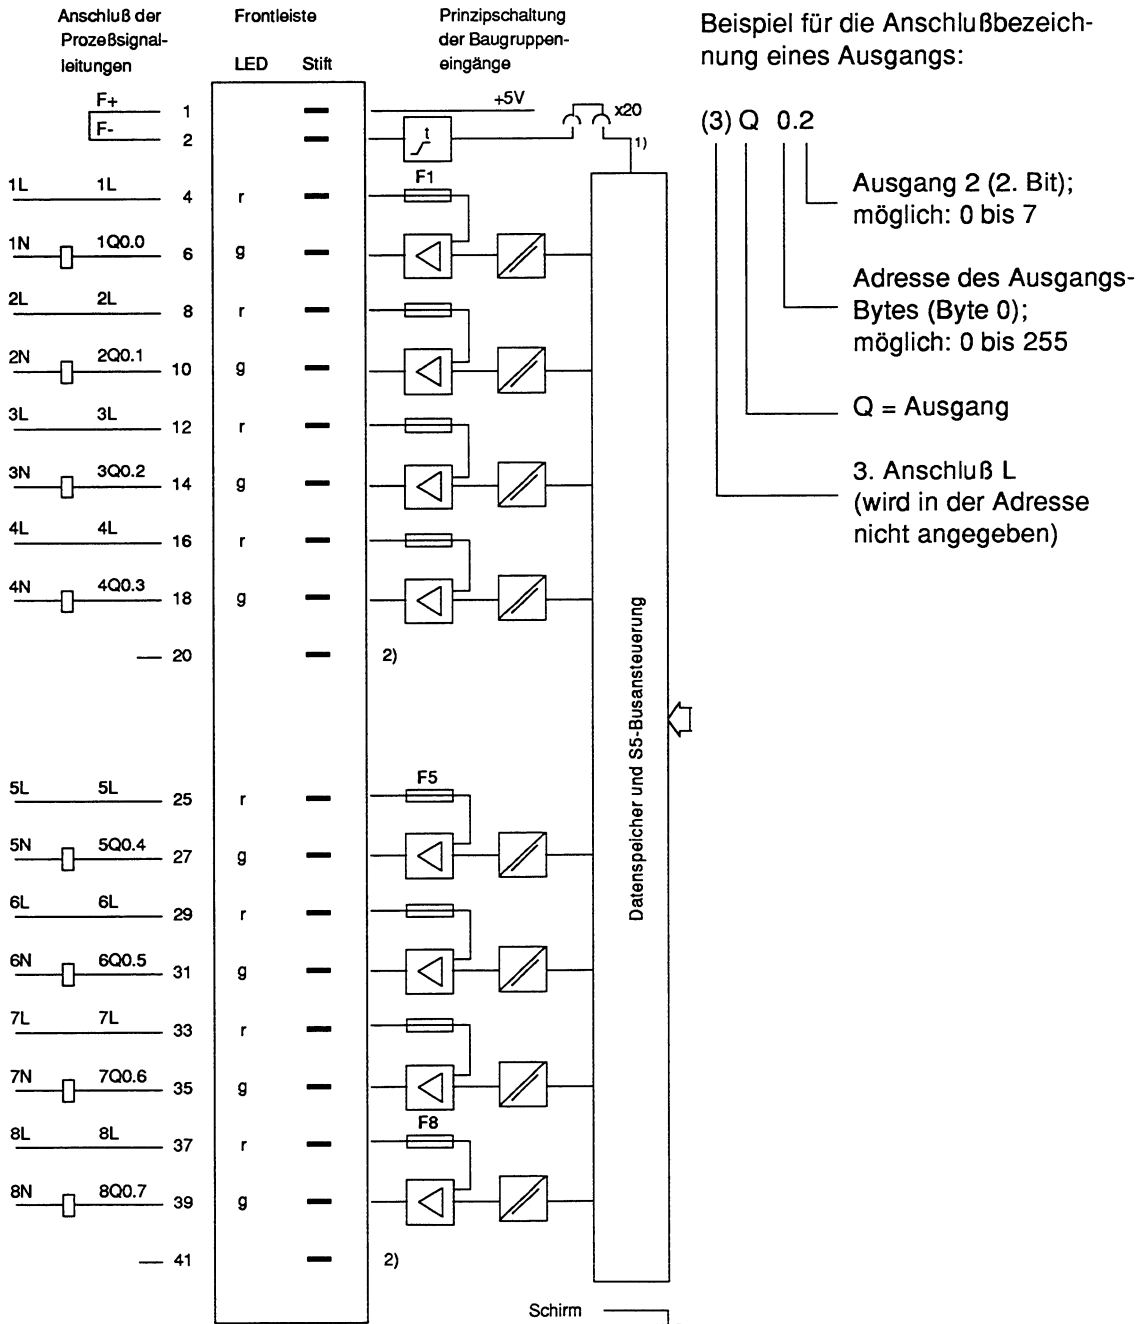 Anschluß der
Prozeßsignal-
leitungen
Frontleiste
LED Stift
Prinzipschaltung
der Baugruppen-
eingänge
F+ 1 +5V x20
F- 2 t 1)
1L 1L 4 r F1
1N 1Q0.0 6 g
2L 2L 8 r
2N 2Q0.1 10 g
3L 3L 12 r
3N 3Q0.2 14 g
4L 4L 16 r
4N 4Q0.3 18 g
20 2)
5L 5L 25 r F5
5N 5Q0.4 27 g
6L 6L 29 r
6N 6Q0.5 31 g
7L 7L 33 r
7N 7Q0.6 35 g
8L 8L 37 r F8
8N 8Q0.7 39 g
41 2)
Datenspeicher und S5-Busansteuerung
Schirm
Beispiel für die Anschlußbezeich-
nung eines Ausgangs:
(3) Q 0.2
Ausgang 2 (2. Bit);
möglich: 0 bis 7
Adresse des Ausgangs-
Bytes (Byte 0);
möglich: 0 bis 255
Q = Ausgang
3. Anschluß L
(wird in der Adresse
nicht angegeben)